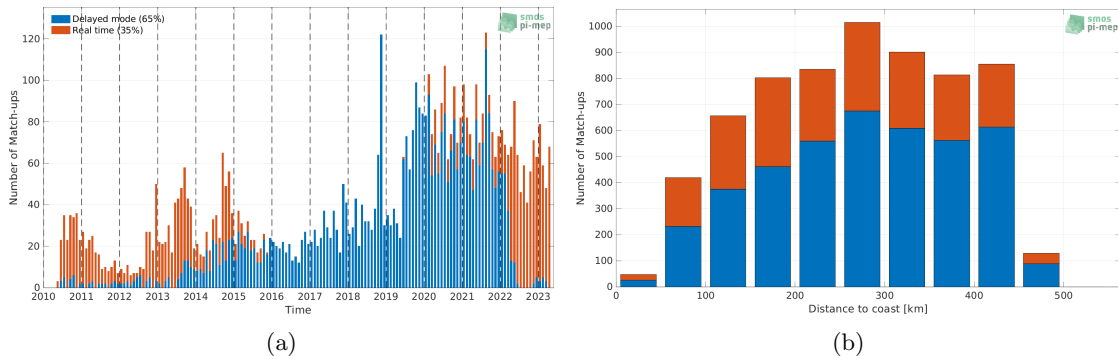 Delayed mode (65%)
Real time (35%)
smos
pi-mep
Number of Match-ups
120
100
80
60
40
20
0
2010 2011 2012 2013 2014 2015 2016 2017 2018 2019 2020 2021 2022 2023
Time
(a)
smos
pi-mep
Number of Match-ups
1000
900
800
700
600
500
400
300
200
100
0
0 100 200 300 400 500
Distance to coast [km]
(b)